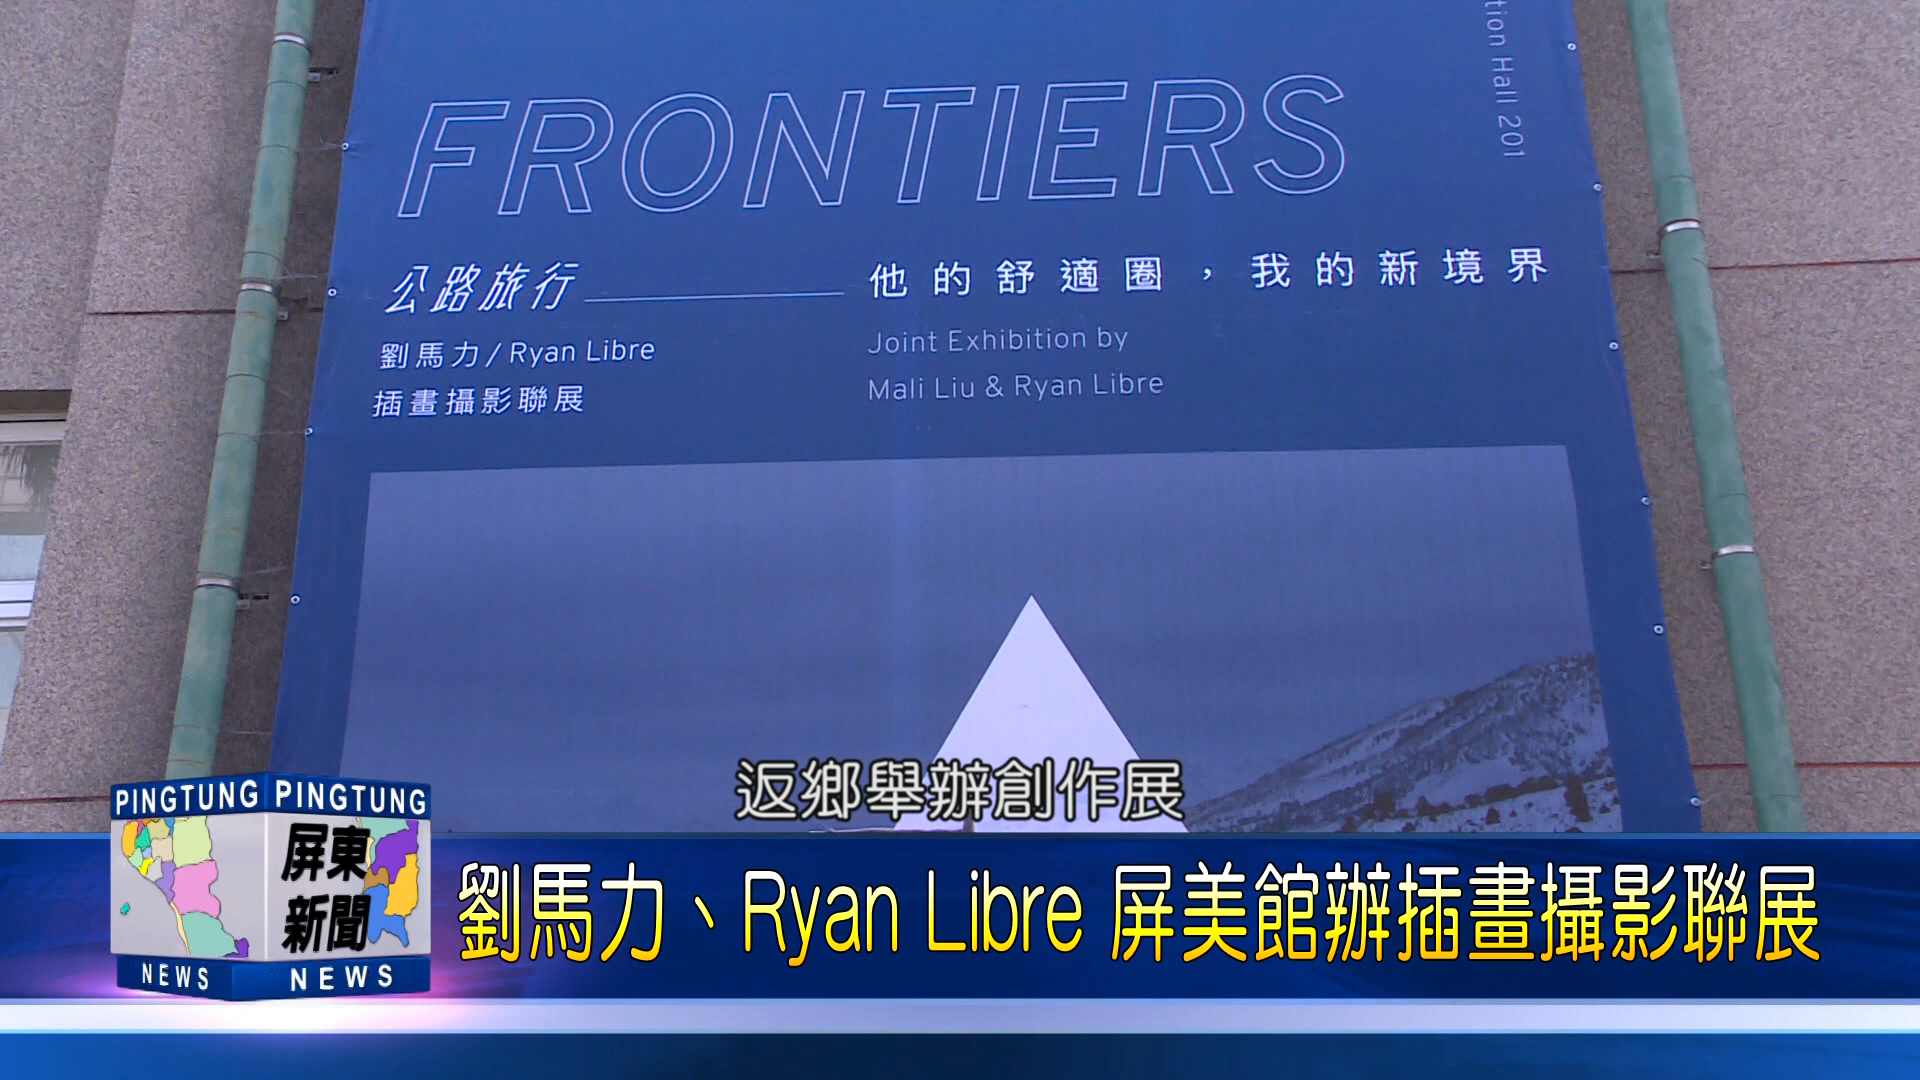 tion Hall 201
FRONTIERS
公路旅行
他的舒適圈，我的新境界
劉馬力/Ryan Libre
插畫攝影聯展
Joint Exhibition by
Mali Liu & Ryan Libre
返鄉舉辦創作展
PINGTUNG PINGTUNG
屏東
新聞
NEWS NEWS
劉馬力、Ryan Libre 屏美館辦插畫攝影聯展